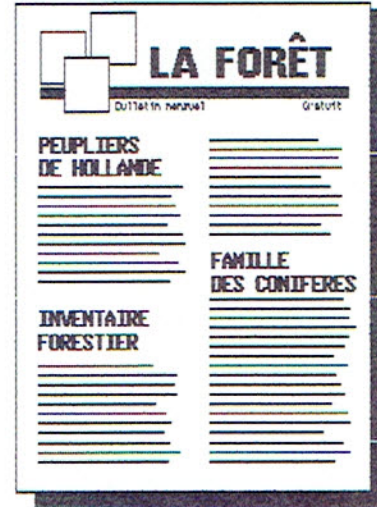 LA FORÊT
Bulletin mensuel Gratuit
PEUPLIERS
DE HOLLANDE
INVENTAIRE
FORESTIER
FAMILLE
DES CONIFERES